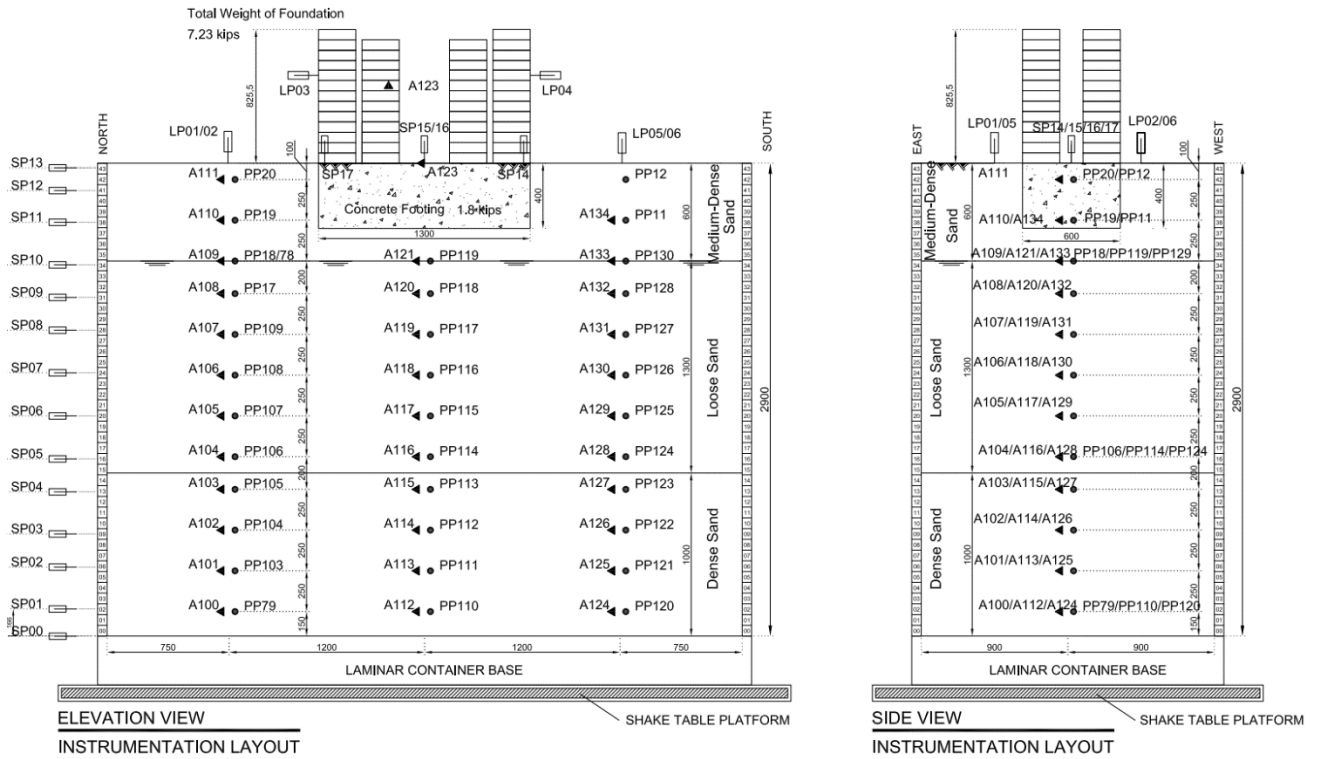 Total Weight of Foundation
7.23 kips
825.5
LP03
A123
LP04
LP01/02
SP15/16
LP05/06
NORTH
SOUTH
100
SP13
SP12
SP11
SP10
SP09
SP08
SP07
SP06
SP05
SP04
SP03
SP02
SP01
SP00
SP17
A123
SP14
400
Concrete Footing 1.8 kips
1300
A111 PP20
PP12
A110 PP19
A134 PP11
A109 PP18/78
A121 PP119
A133 PP130
A108 PP17
A120 PP118
A132 PP128
A107 PP109
A119 PP117
A131 PP127
A106 PP108
A118 PP116
A130 PP126
A105 PP107
A117 PP115
A129 PP125
A104 PP106
A116 PP114
A128 PP124
A103 PP105
A115 PP113
A127 PP123
A102 PP104
A114 PP112
A126 PP122
A101 PP103
A113 PP111
A125 PP121
A100 PP79
A112 PP110
A124 PP120
250
250
200
250
250
250
250
200
250
250
250
150
600
1300
1000
Medium-Dense
Sand
Loose Sand
Dense Sand
2900
750
1200
1200
750
LAMINAR CONTAINER BASE
SHAKE TABLE PLATFORM
ELEVATION VIEW
INSTRUMENTATION LAYOUT
825.5
LP01/05
SP14/15/16/17
LP02/06
EAST
WEST
100
A111
PP20/PP12
400
A110/A134
PP19/PP11
600
A109/A121/A133 PP18/PP119/PP129
A108/A120/A132
A107/A119/A131
A106/A118/A130
A105/A117/A129
A104/A116/A128 PP106/PP114/PP124
A103/A115/A127
A102/A114/A126
A101/A113/A125
A100/A112/A124 PP79/PP110/PP120
Medium-Dense
Sand
Loose Sand
Dense Sand
600
1300
1000
250
250
200
250
250
250
250
200
250
250
250
150
2900
900
900
LAMINAR CONTAINER BASE
SHAKE TABLE PLATFORM
SIDE VIEW
INSTRUMENTATION LAYOUT